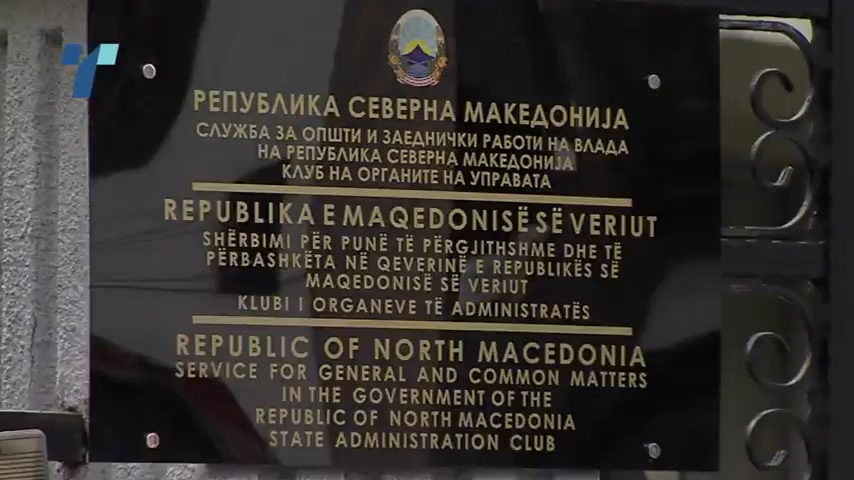 РЕПУБЛИКА СЕВЕРНА МАКЕДОНИЈА
СЛУЖБА ЗА ОПШТИ И ЗАЕДНИЧКИ РАБОТИ НА ВЛАДА
НА РЕПУБЛИКА СЕВЕРНА МАКЕДОНИЈА
КЛУБ НА ОРГАНИТЕ НА УПРАВАТА
REPUBLIKA E MAQEDONISË SË VERIUT
SHËRBIMI PËR PUNË TË PËRGJITHSHME DHE TË
PËRBASHKËTA NË QEVERINË E REPUBLIKËS SË
MAQEDONISË SË VERIUT
KLUBI I ORGANEVE TË ADMINISTRATËS
REPUBLIC OF NORTH MACEDONIA
SERVICE FOR GENERAL AND COMMON MATTERS
IN THE GOVERNMENT OF THE
REPUBLIC OF NORTH MACEDONIA
STATE ADMINISTRATION CLUB